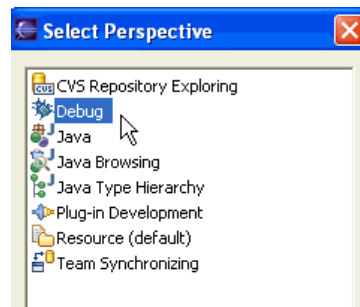 Select Perspective
CVS Repository Exploring
Debug
Java
Java Browsing
Java Type Hierarchy
Plug-in Development
Resource (default)
Team Synchronizing